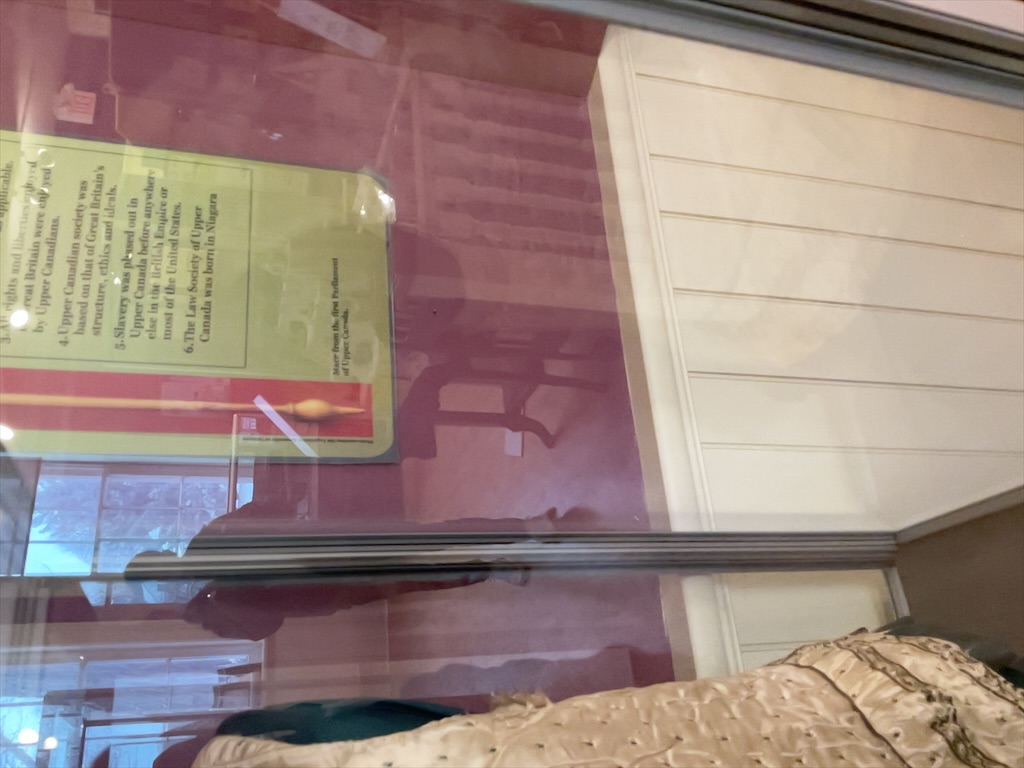 applicable.
3. All rights and liberties enjoyed
Great Britain were enjoyed
by Upper Canadians.
4. Upper Canadian society was
based on that of Great Britain's
structure, ethics and ideals.
5. Slavery was phased out in
Upper Canada before anywhere
else in the British Empire or
most of the United States.
6. The Law Society of Upper
Canada was born in Niagara
Mace from the first Parliament
of Upper Canada.